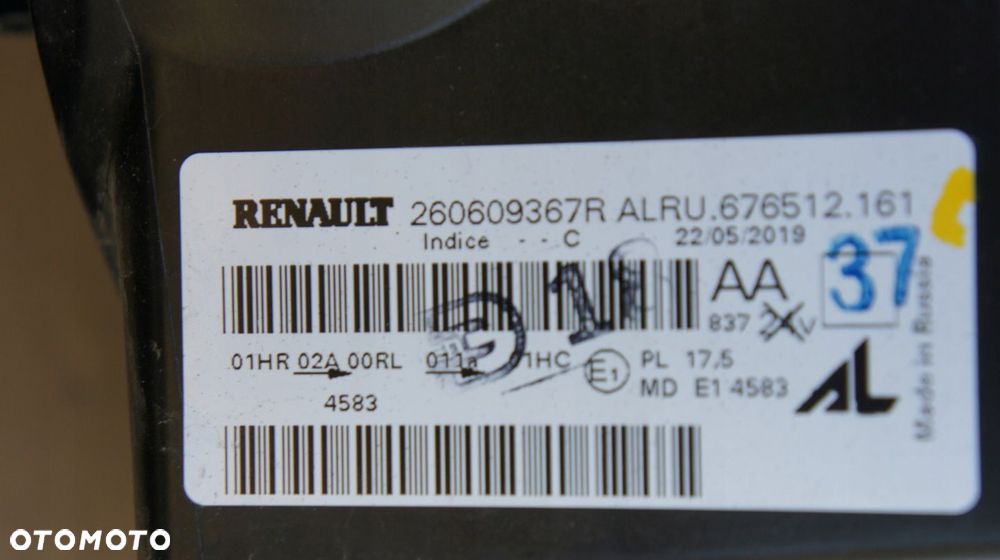 RENAULT 260609367R ALRU.676512.161
Indice - - C 22/05/2019
AA
37
837
V
01HR 02A 00RL 011a 01HC E1 PL 17,5
4583 MD E1 4583
AL
Made in Russia
OTOMOTO